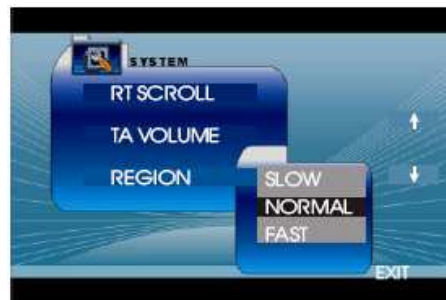 SYSTEM
RT SCROLL
TA VOLUME
REGION
SLOW
NORMAL
FAST
EXIT